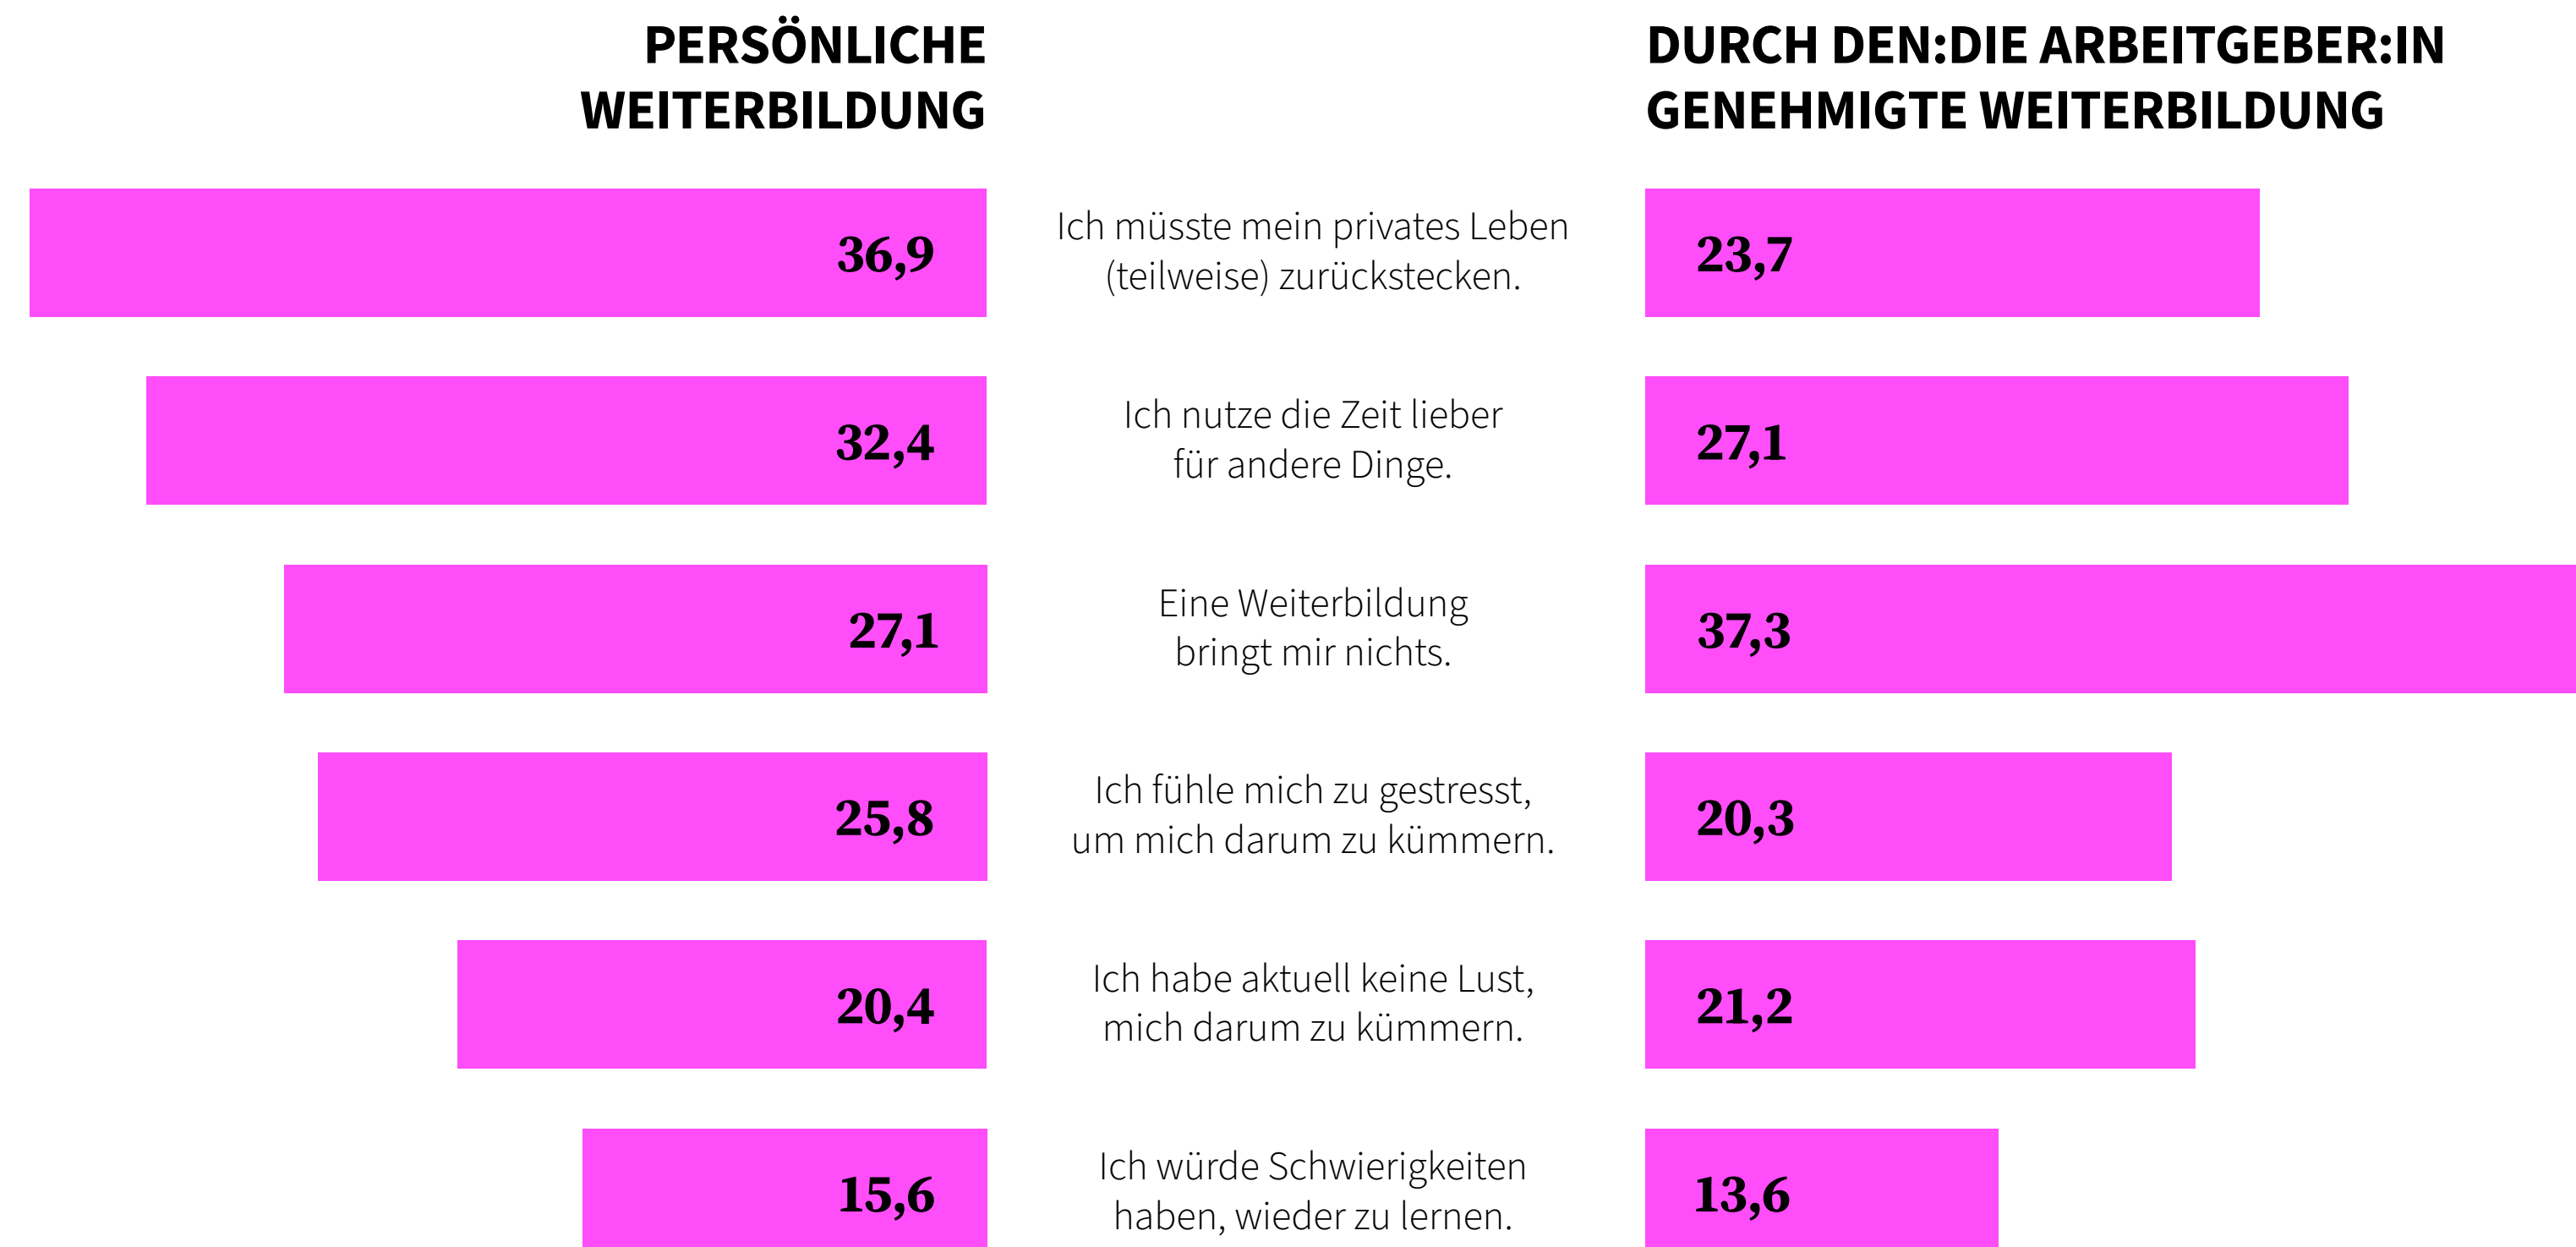 PERSÖNLICHE
WEITERBILDUNG
DURCH DEN:DIE ARBEITGEBER:IN
GENEHMIGTE WEITERBILDUNG
36,9
Ich müsste mein privates Leben
(teilweise) zurückstecken.
23,7
32,4
Ich nutze die Zeit lieber
für andere Dinge.
27,1
27,1
Eine Weiterbildung
bringt mir nichts.
37,3
25,8
Ich fühle mich zu gestresst,
um mich darum zu kümmern.
20,3
20,4
Ich habe aktuell keine Lust,
mich darum zu kümmern.
21,2
15,6
Ich würde Schwierigkeiten
haben, wieder zu lernen.
13,6